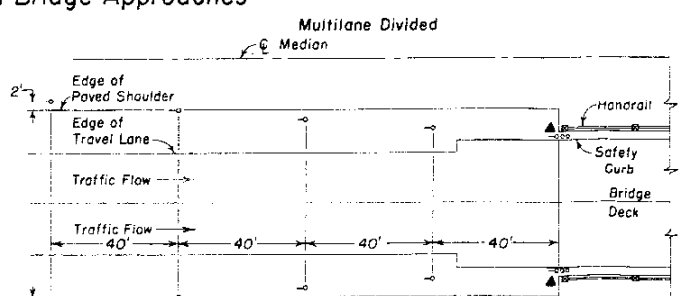 Bridge Approaches
Multilane Divided
℄ Median
2'
Edge of
Paved Shoulder
Handrail
Edge of
Travel Lane
Safety
Curb
Traffic Flow
Bridge
Deck
Traffic Flow
40' 40' 40' 40'